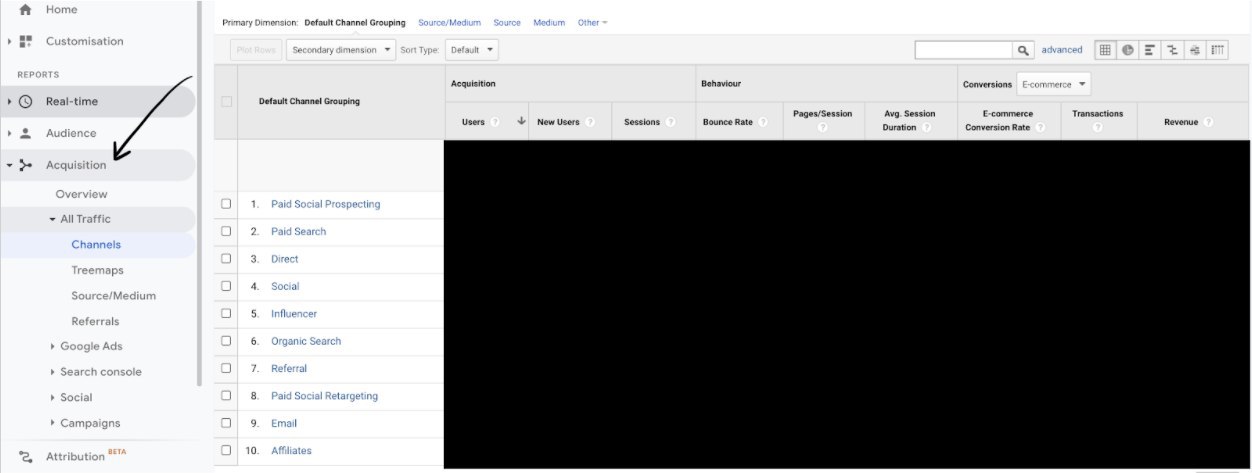 Home
Customisation
REPORTS
Real-time
Audience
Acquisition
Overview
All Traffic
Channels
Treemaps
Source/Medium
Referrals
Google Ads
Search console
Social
Campaigns
Attribution BETA
Primary Dimension: Default Channel Grouping Source/Medium Source Medium Other
Plot Rows Secondary dimension Sort Type: Default advanced
Default Channel Grouping
Acquisition Behaviour Conversions E-commerce
Users ? New Users ? Sessions ? Bounce Rate ? Pages/Session ? Avg. Session Duration ? E-commerce Conversion Rate ? Transactions ? Revenue ?
1. Paid Social Prospecting
2. Paid Search
3. Direct
4. Social
5. Influencer
6. Organic Search
7. Referral
8. Paid Social Retargeting
9. Email
10. Affiliates